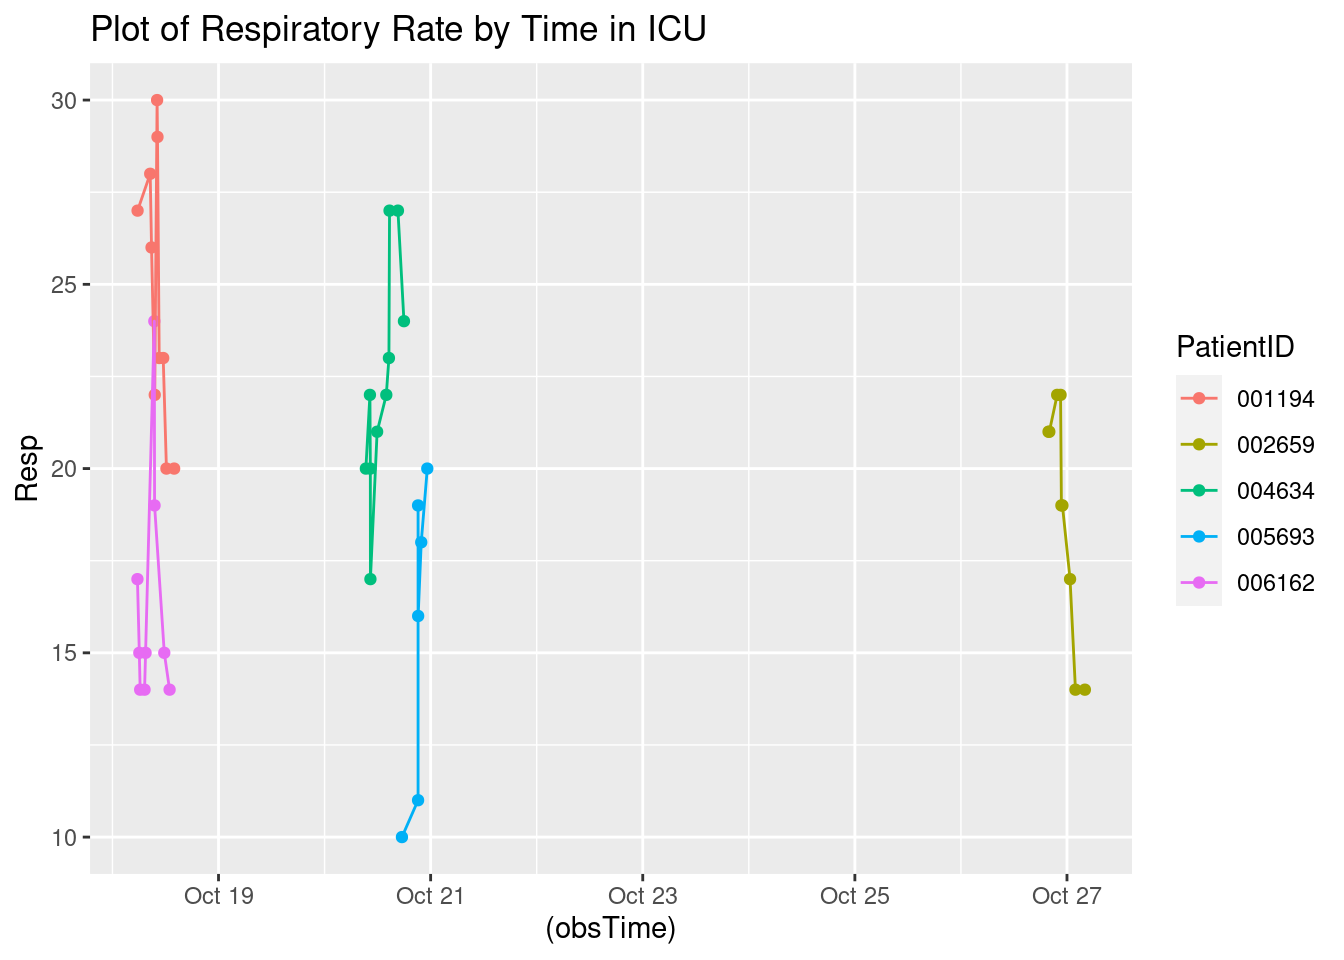 Plot of Respiratory Rate by Time in ICU
30
25
20
15
10
Resp
Oct 19
Oct 21
Oct 23
Oct 25
Oct 27
(obsTime)
PatientID
001194
002659
004634
005693
006162